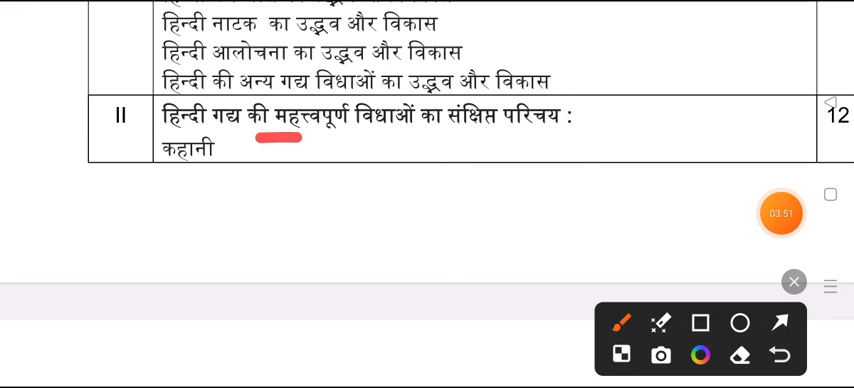 हिन्दी नाटक का उद्भव और विकास
हिन्दी आलोचना का उद्भव और विकास
हिन्दी की अन्य गद्य विधाओं का उद्भव और विकास
II हिन्दी गद्य की महत्त्वपूर्ण विधाओं का संक्षिप्त परिचय : 12
कहानी
03:51